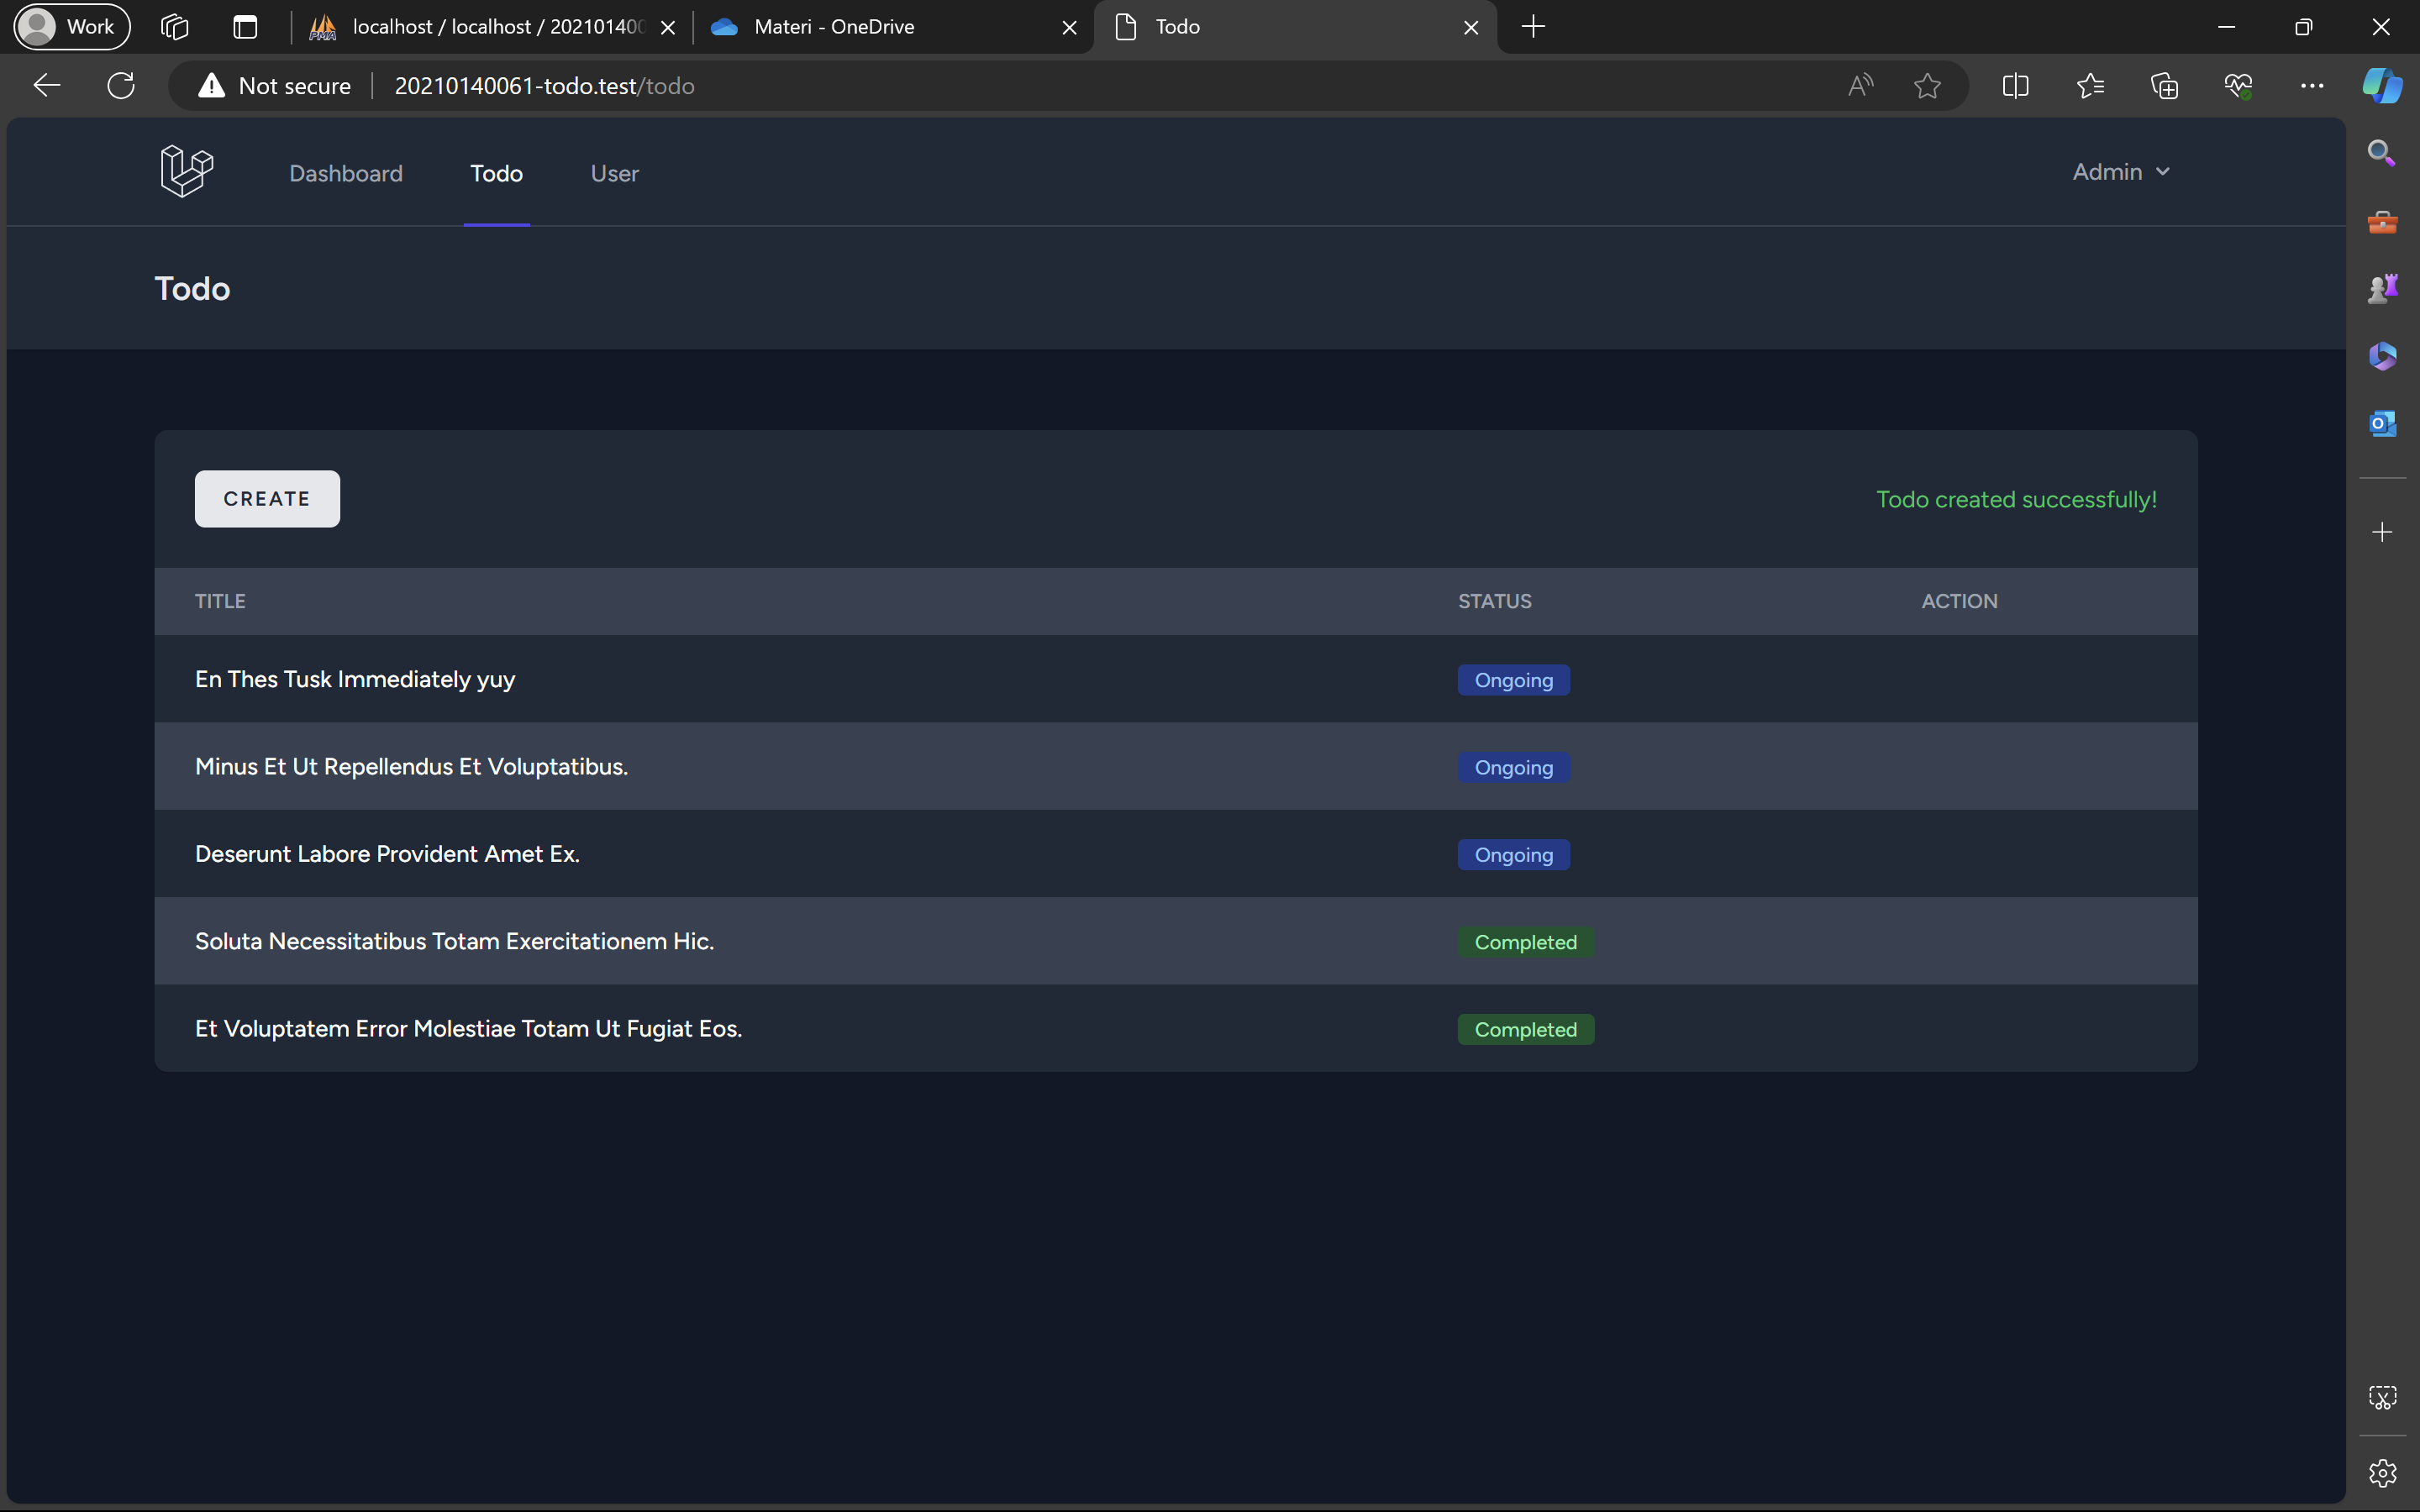 Work
localhost / localhost / 202101400
Materi - OneDrive
Todo
Not secure
20210140061-todo.test/todo
Dashboard
Todo
User
Admin
Todo
CREATE
Todo created successfully!
TITLE STATUS ACTION
En Thes Tusk Immediately yuy Ongoing
Minus Et Ut Repellendus Et Voluptatibus. Ongoing
Deserunt Labore Provident Amet Ex. Ongoing
Soluta Necessitatibus Totam Exercitationem Hic. Completed
Et Voluptatem Error Molestiae Totam Ut Fugiat Eos. Completed